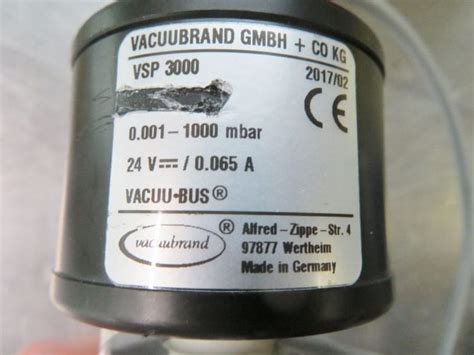 VACUUBRAND GMBH + CO KG
VSP 3000
2017/02
CE
0.001-1000 mbar
24 V⎓/ 0.065 A
VACUU•BUS®
vacuubrand ®
Alfred-Zippe-Str. 4
97877 Wertheim
Made in Germany